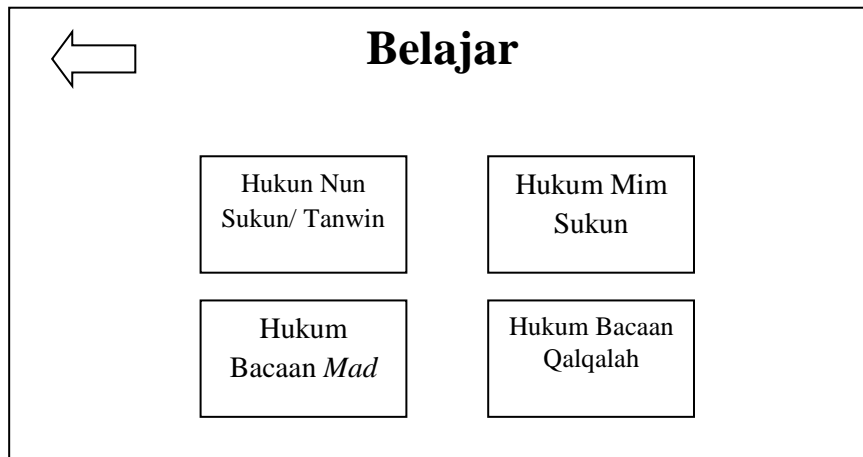 Belajar
Hukun Nun
Sukun/ Tanwin
Hukum Mim
Sukun
Hukum
Bacaan Mad
Hukum Bacaan
Qalqalah